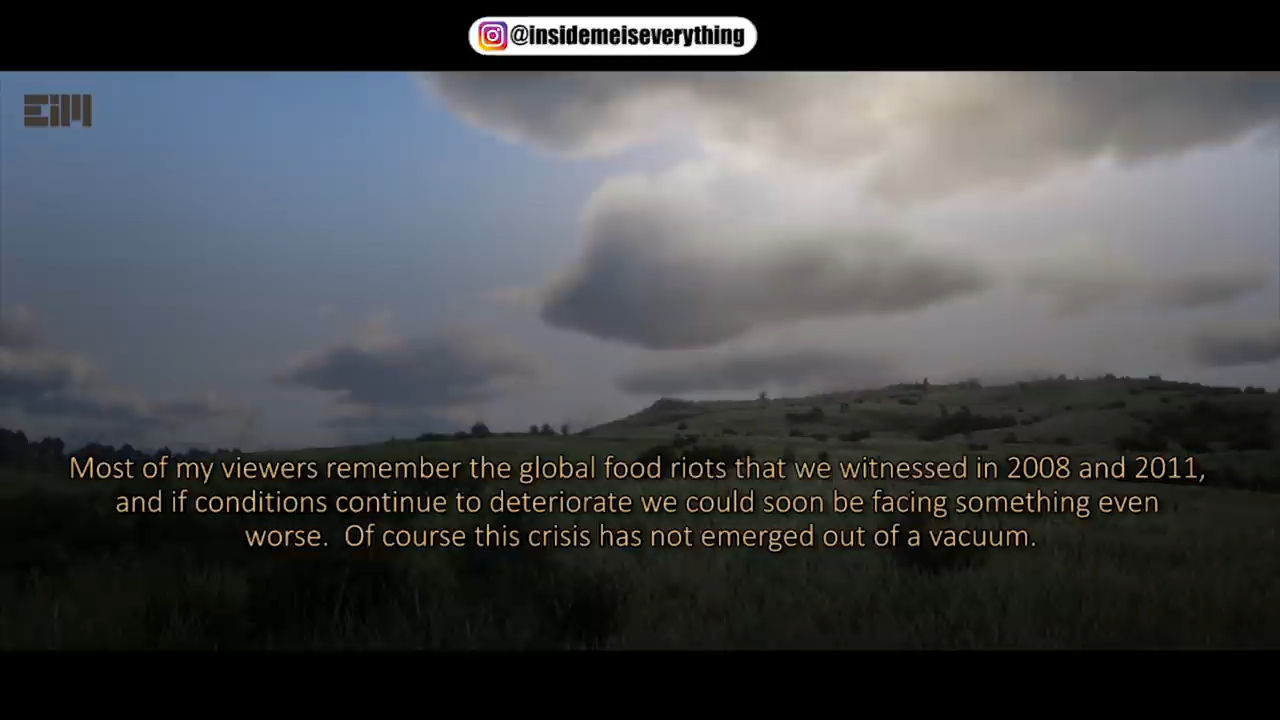 @insidemeiseverything
EiM
Most of my viewers remember the global food riots that we witnessed in 2008 and 2011,
and if conditions continue to deteriorate we could soon be facing something even
worse.  Of course this crisis has not emerged out of a vacuum.